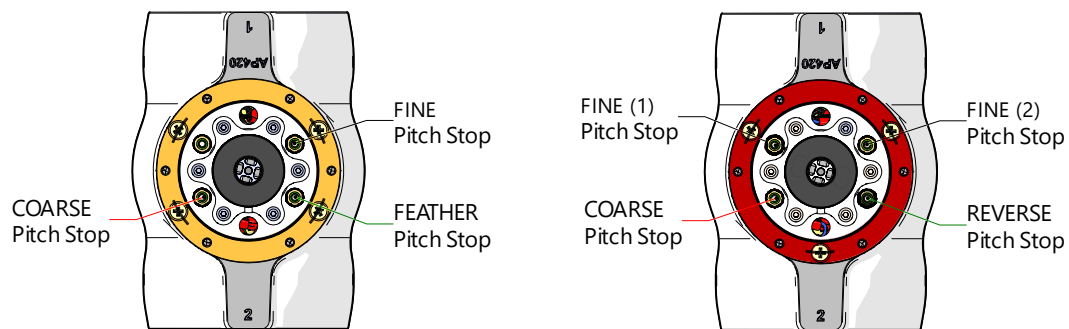 1
AP420
FINE
Pitch Stop
COARSE
Pitch Stop
FEATHER
Pitch Stop
2
1
AP420
FINE (1)
Pitch Stop
FINE (2)
Pitch Stop
COARSE
Pitch Stop
REVERSE
Pitch Stop
2